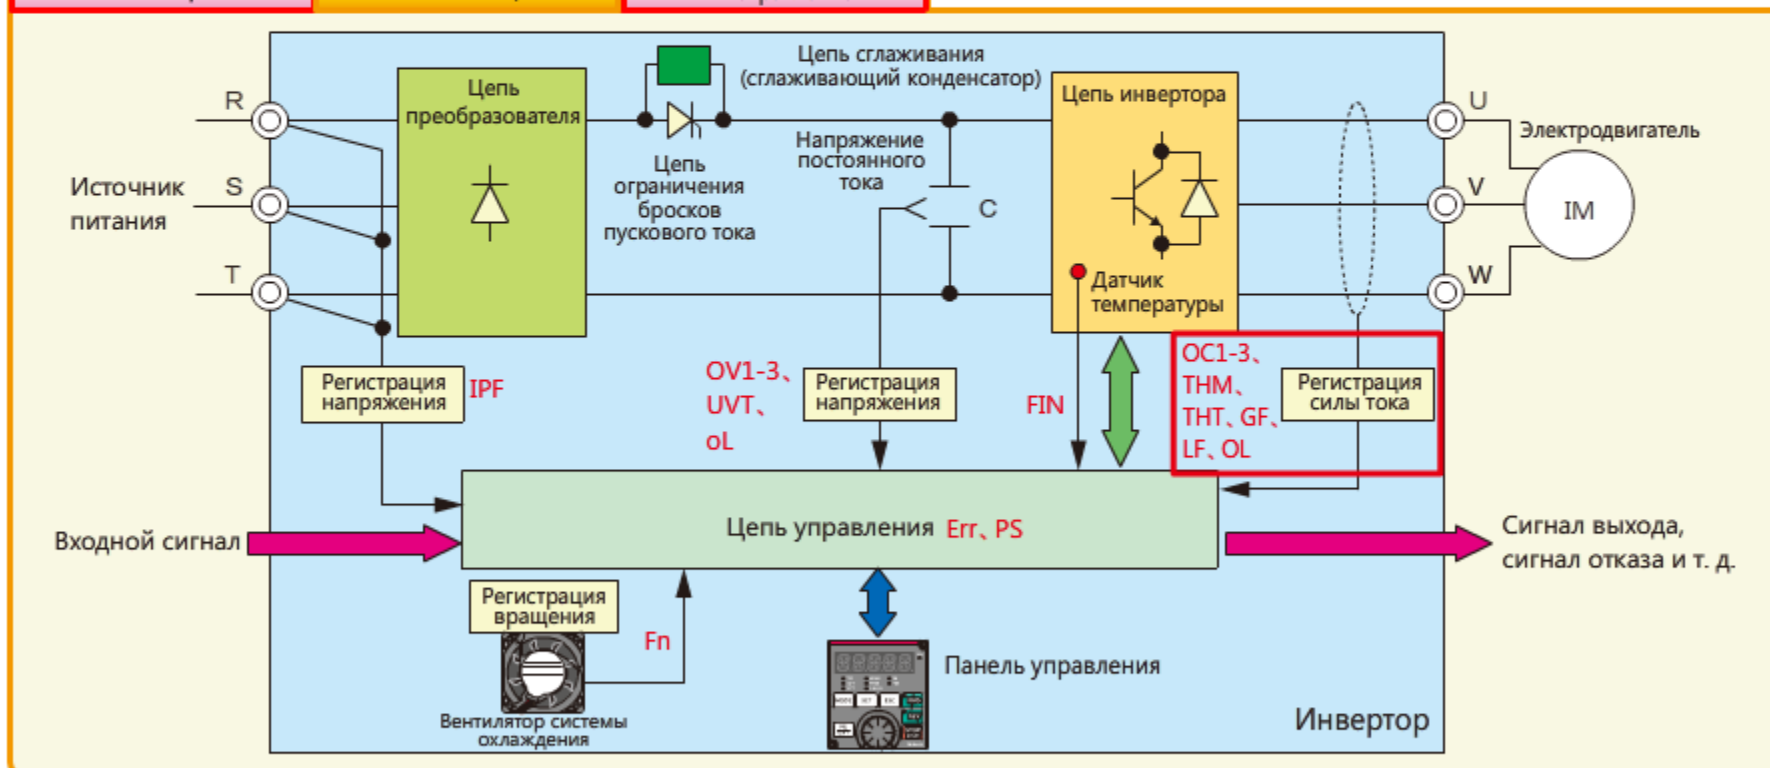 Цепь сглаживания
(сглаживающий конденсатор)
Цепь
преобразователя
Цепь инвертора
R
U
Электродвигатель
Напряжение
постоянного
тока
Цепь
ограничения
бросков
пускового тока
Источник
питания
S
C
V
IM
T
W
Датчик
температуры
Регистрация
напряжения
IPF
OV1-3、
UVT、
oL
Регистрация
напряжения
FIN
OC1-3、
THM、
THT、GF、
LF、OL
Регистрация
силы тока
Входной сигнал
Цепь управления Err、PS
Сигнал выхода,
сигнал отказа и т. д.
Регистрация
вращения
Fn
Вентилятор системы
охлаждения
Панель управления
Инвертор